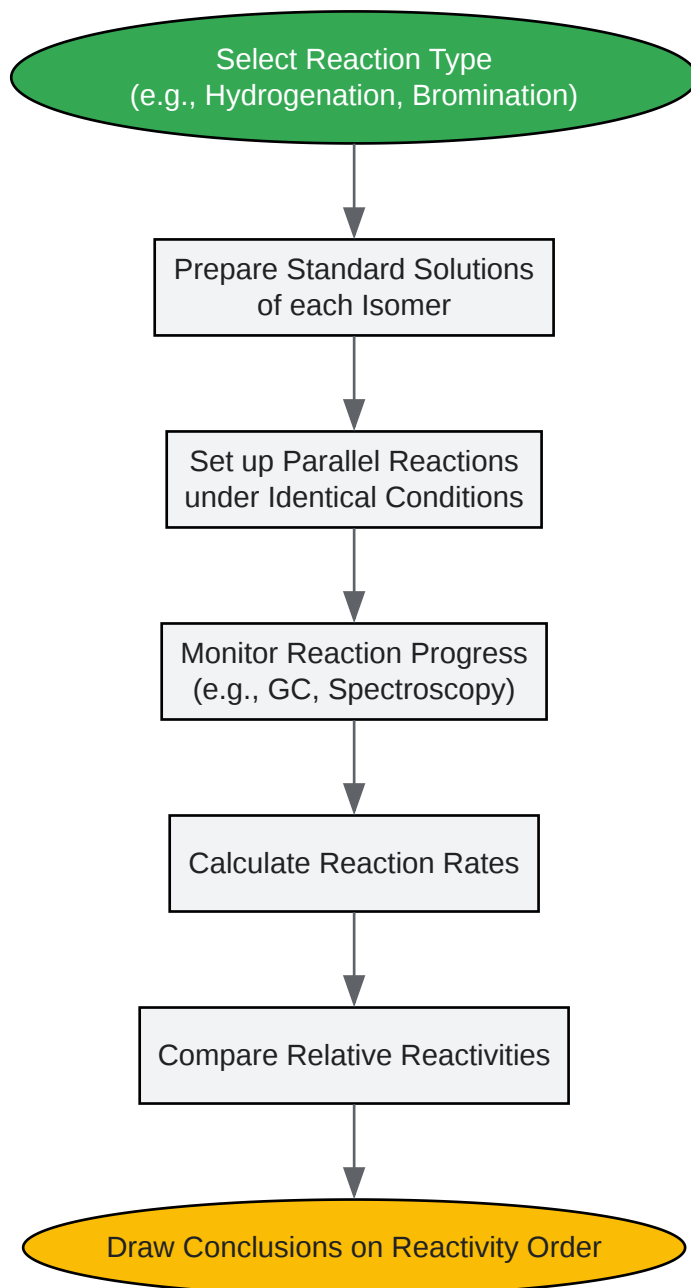 Select Reaction Type
(e.g., Hydrogenation, Bromination)
Prepare Standard Solutions
of each Isomer
Set up Parallel Reactions
under Identical Conditions
Monitor Reaction Progress
(e.g., GC, Spectroscopy)
Calculate Reaction Rates
Compare Relative Reactivities
Draw Conclusions on Reactivity Order